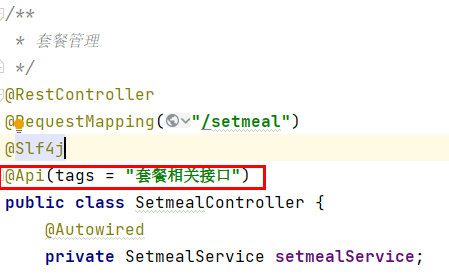 /**
 * 套餐管理
 */
@RestController
@RequestMapping("/setmeal")
@Slf4j
@Api(tags = "套餐相关接口")
public class SetmealController {
    @Autowired
    private SetmealService setmealService;